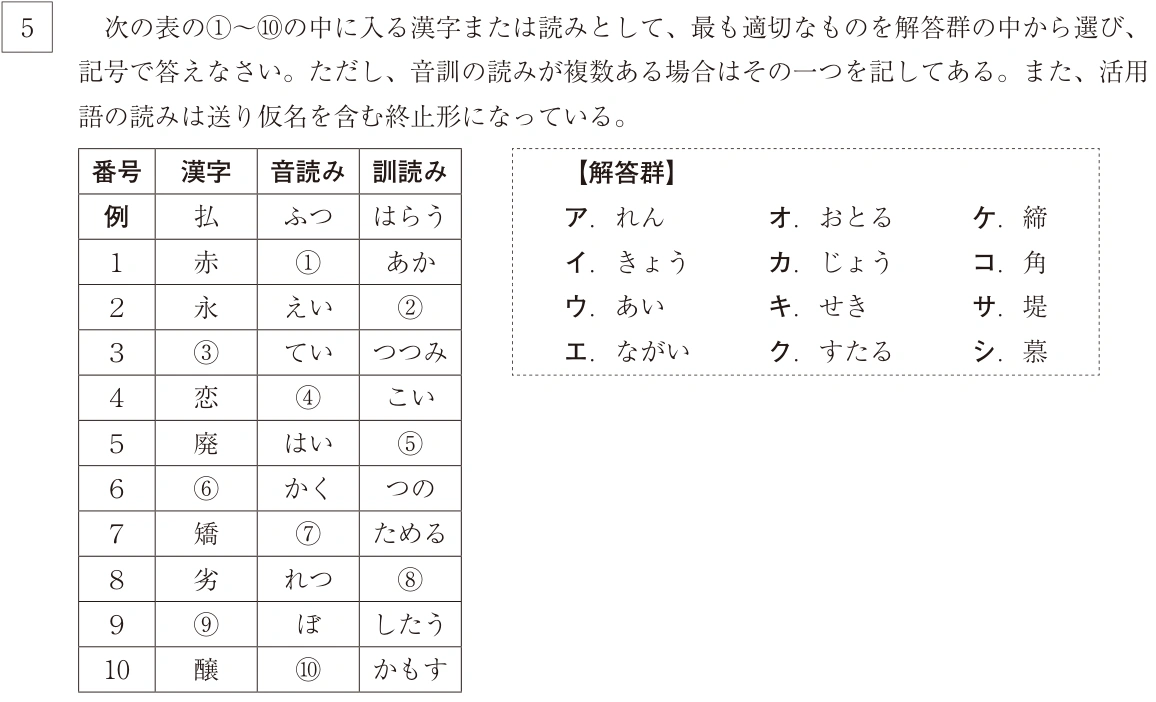 5
次の表の①～⑩の中に入る漢字または読みとして、最も適切なものを解答群の中から選び、
記号で答えなさい。ただし、音訓の読みが複数ある場合はその一つを記してある。また、活用
語の読みは送り仮名を含む終止形になっている。
番号 漢字 音読み 訓読み
例 払 ふつ はらう
1 赤 ① あか
2 永 えい ②
3 ③ てい つつみ
4 恋 ④ こい
5 廃 はい ⑤
6 ⑥ かく つの
7 矯 ⑦ ためる
8 劣 れつ ⑧
9 ⑨ ぼ したう
10 醸 ⑩ かもす
【解答群】
ア．れん オ．おとる ケ．締
イ．きょう カ．じょう コ．角
ウ．あい キ．せき サ．堤
エ．ながい ク．すたる シ．慕